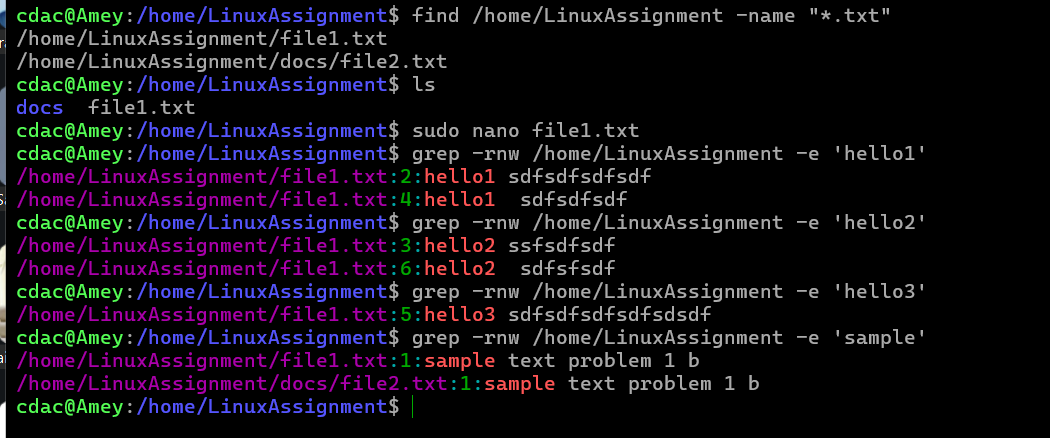 cdac@Amey:/home/LinuxAssignment$ find /home/LinuxAssignment -name "*.txt"
/home/LinuxAssignment/file1.txt
/home/LinuxAssignment/docs/file2.txt
cdac@Amey:/home/LinuxAssignment$ ls
docs  file1.txt
cdac@Amey:/home/LinuxAssignment$ sudo nano file1.txt
cdac@Amey:/home/LinuxAssignment$ grep -rnw /home/LinuxAssignment -e 'hello1'
/home/LinuxAssignment/file1.txt:2:hello1 sdfsdfsdfsdf
/home/LinuxAssignment/file1.txt:4:hello1  sdfsdfsdf
cdac@Amey:/home/LinuxAssignment$ grep -rnw /home/LinuxAssignment -e 'hello2'
/home/LinuxAssignment/file1.txt:3:hello2 ssfsdfsdf
/home/LinuxAssignment/file1.txt:6:hello2  sdfsfsdf
cdac@Amey:/home/LinuxAssignment$ grep -rnw /home/LinuxAssignment -e 'hello3'
/home/LinuxAssignment/file1.txt:5:hello3 sdfsdfsdfsdfsdsdf
cdac@Amey:/home/LinuxAssignment$ grep -rnw /home/LinuxAssignment -e 'sample'
/home/LinuxAssignment/file1.txt:1:sample text problem 1 b
/home/LinuxAssignment/docs/file2.txt:1:sample text problem 1 b
cdac@Amey:/home/LinuxAssignment$